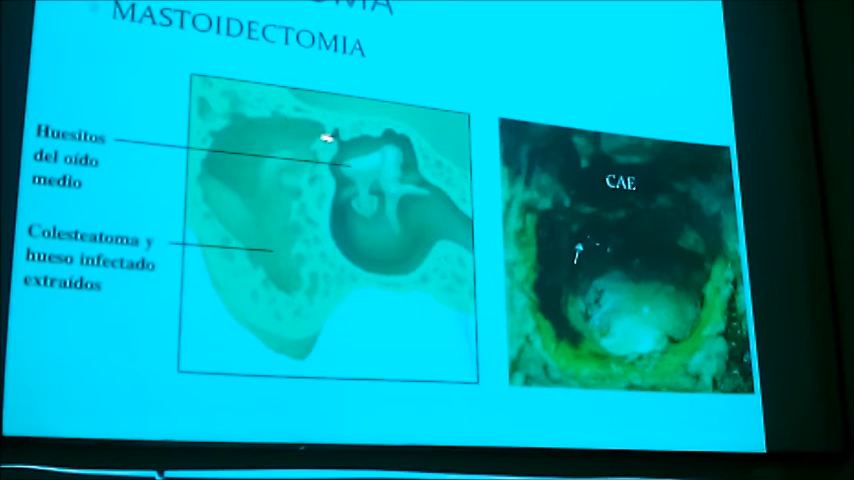 MASTOIDECTOMIA
Huesitos
del oído
medio
Colesteatoma y
hueso infectado
extraídos
CAE